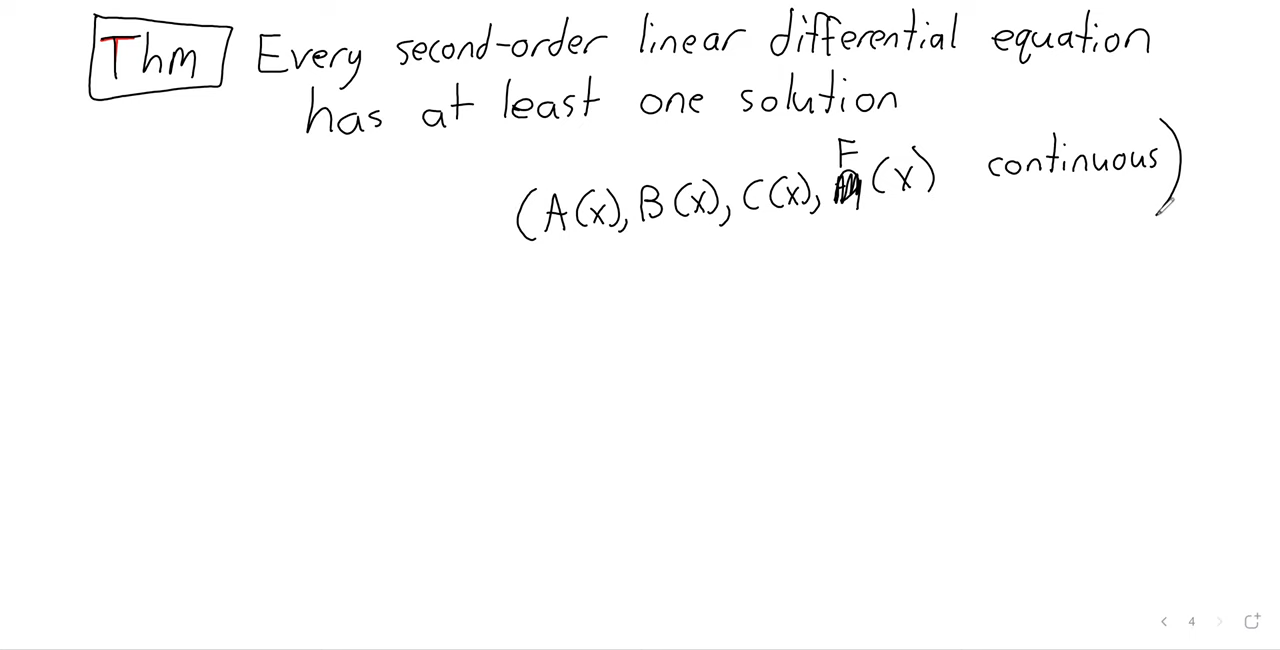 Thm Every second-order linear differential equation
has at least one solution
(A(x), B(x), C(x), F(x) continuous)
4